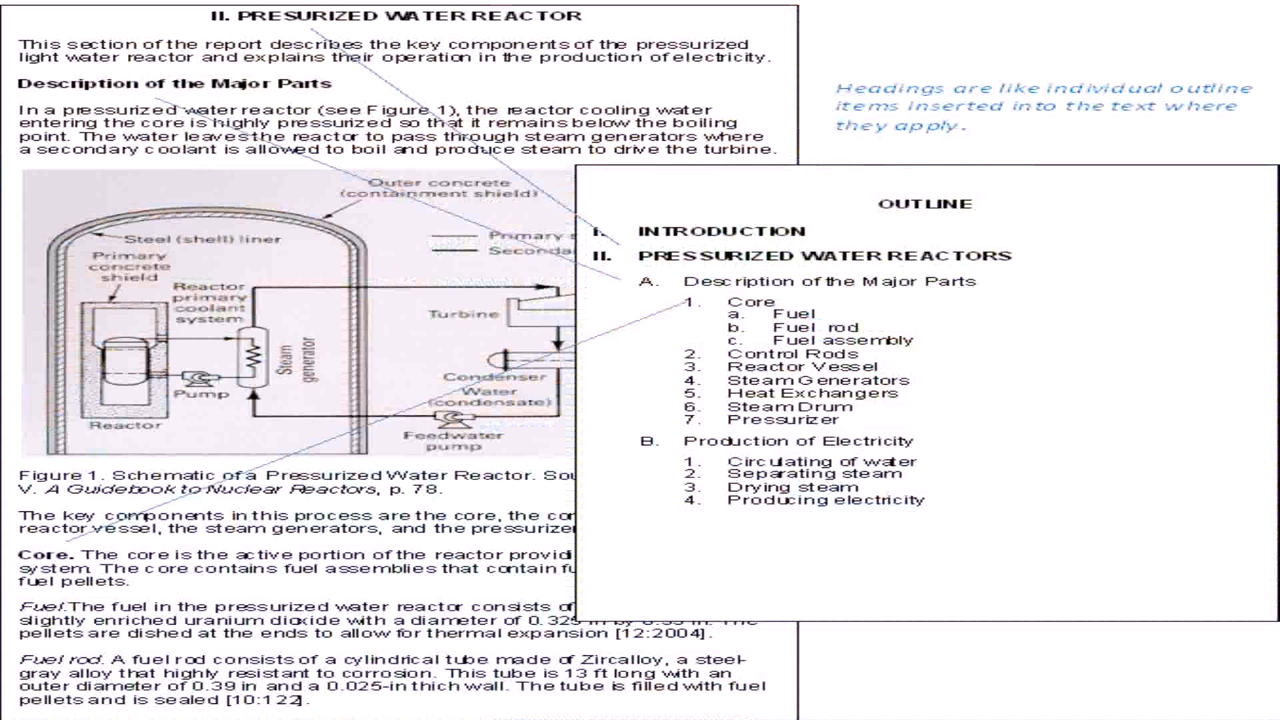 II. PRESURIZED WATER REACTOR
This section of the report describes the key components of the pressurized
light water reactor and explains their operation in the production of electricity.
Description of the Major Parts
In a pressurized water reactor (see Figure 1), the reactor cooling water
entering the core is highly pressurized so that it remains below the boiling
point. The water leaves the reactor to pass through steam generators where
a secondary coolant is allowed to boil and produce steam to drive the turbine.
Outer concrete
(containment shield)
Steel (shell) liner
Primary
concrete
shield
Reactor
primary
coolant
system
Primary s
Seconda
Turbine
Steam
generator
Condenser
Water
(condensate)
Pump
Reactor
Feedwater
pump
Figure 1. Schematic of a Pressurized Water Reactor. Sou
V. A Guidebook to Nuclear Reactors, p. 78.
The key components in this process are the core, the con
reactor vessel, the steam generators, and the pressurize
Core. The core is the active portion of the reactor providi
system. The core contains fuel assemblies that contain fu
fuel pellets.
Fuel.The fuel in the pressurized water reactor consists of
slightly enriched uranium dioxide with a diameter of 0.325
pellets are dished at the ends to allow for thermal expansion [12:2004].
Fuel rod. A fuel rod consists of a cylindrical tube made of Zircalloy, a steel-
gray alloy that highly resistant to corrosion. This tube is 13 ft long with an
outer diameter of 0.39 in and a 0.025-in thich wall. The tube is filled with fuel
pellets and is sealed [10:122].
Headings are like individual outline
items inserted into the text where
they apply.
OUTLINE
I. INTRODUCTION
II. PRESSURIZED WATER REACTORS
A. Description of the Major Parts
1. Core
a. Fuel
b. Fuel rod
c. Fuel assembly
2. Control Rods
3. Reactor Vessel
4. Steam Generators
5. Heat Exchangers
6. Steam Drum
7. Pressurizer
B. Production of Electricity
1. Circulating of water
2. Separating steam
3. Drying steam
4. Producing electricity